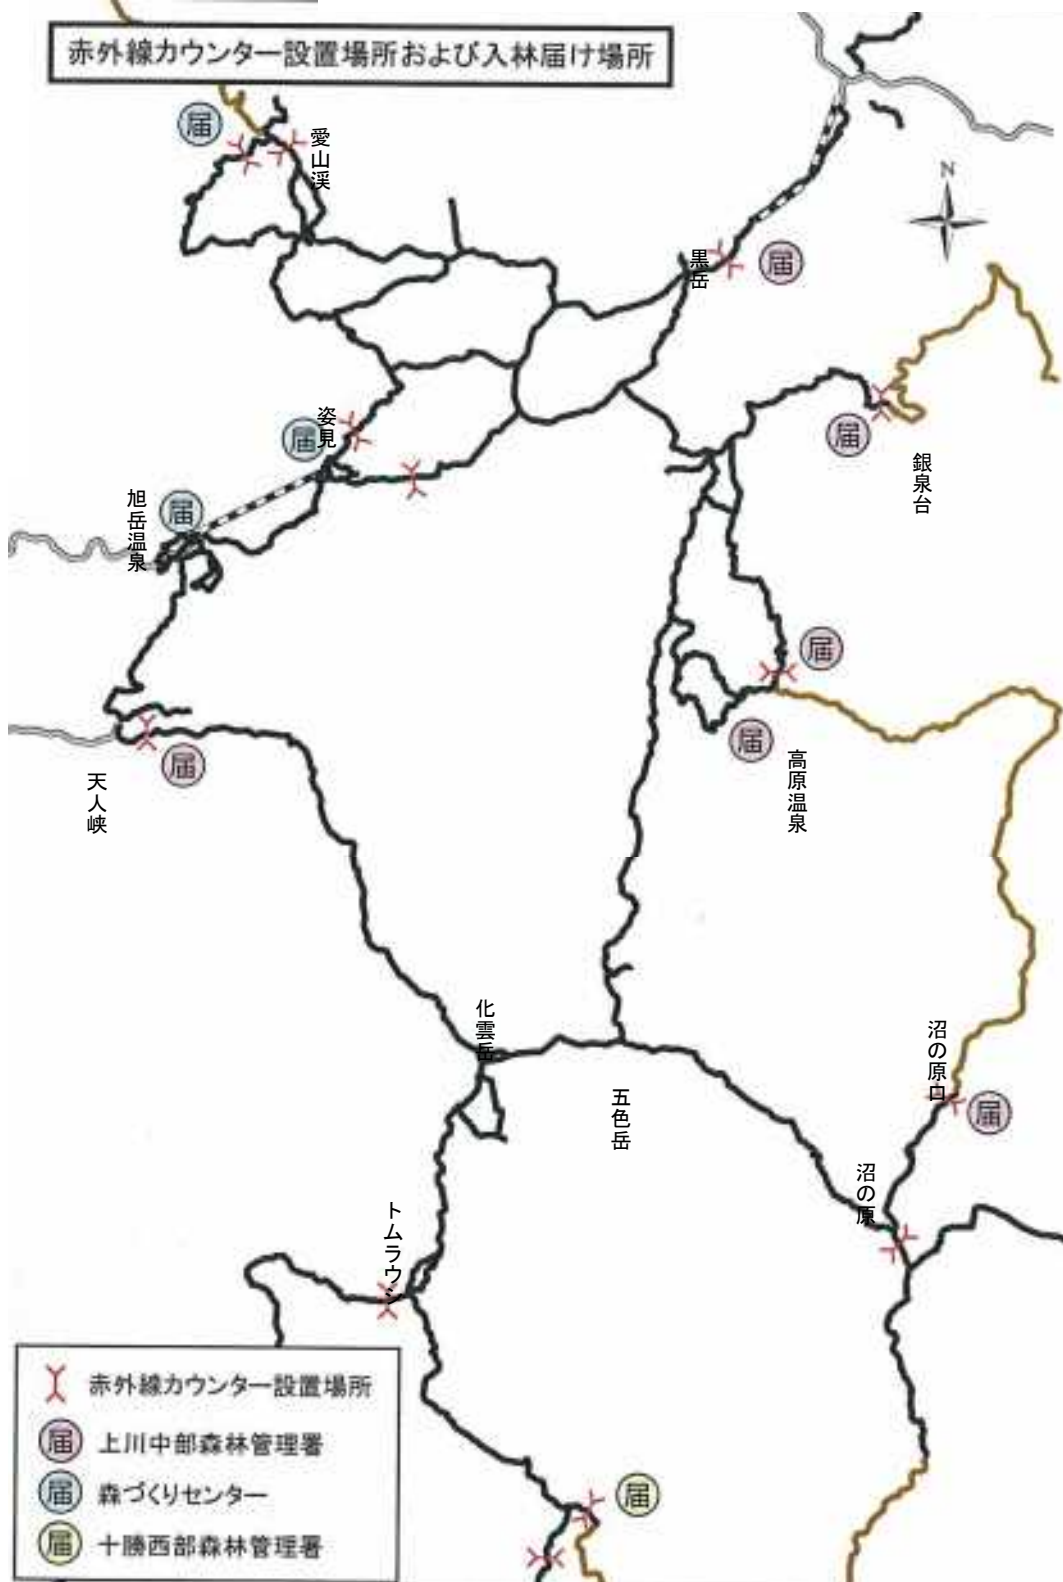 赤外線カウンター設置場所および入林届け場所
届
愛山渓
N
黒岳
届
姿見
届
届
銀泉台
旭岳温泉
届
届
届
高原温泉
届
天人峡
化雲岳
沼の原口
届
五色岳
沼の原
トムラウシ
届
赤外線カウンター設置場所
届 上川中部森林管理署
届 森づくりセンター
届 十勝西部森林管理署